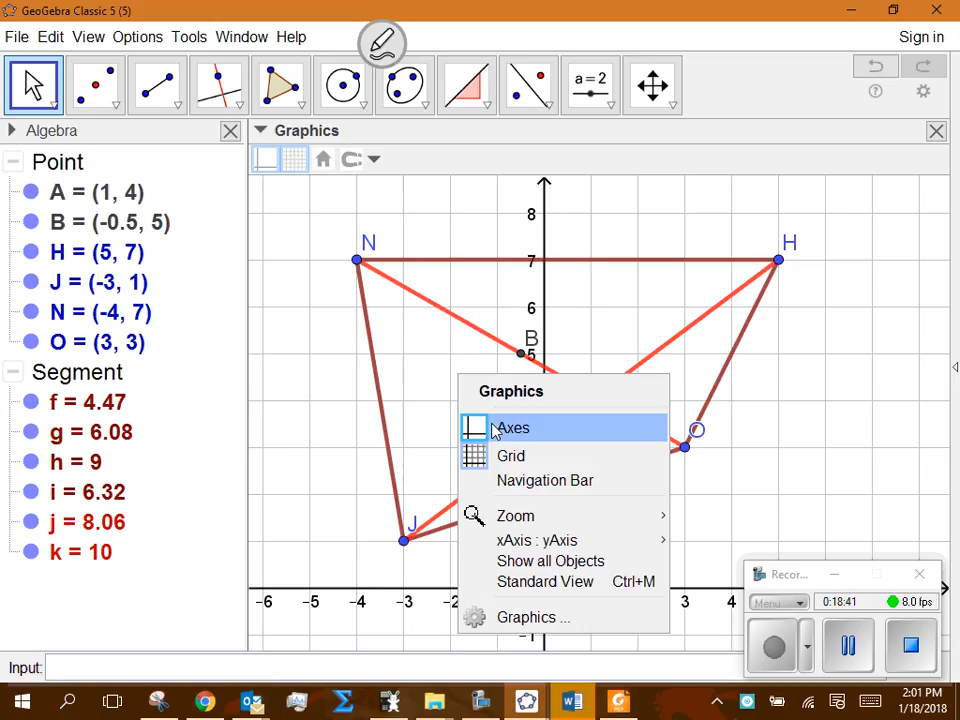 GeoGebra Classic 5 (5)
File Edit View Options Tools Window Help
Sign in
a = 2
Algebra
Graphics
Point
A = (1, 4)
B = (-0.5, 5)
H = (5, 7)
J = (-3, 1)
N = (-4, 7)
O = (3, 3)
Segment
f = 4.47
g = 6.08
h = 9
i = 6.32
j = 8.06
k = 10
8
N
H
7
6
B
5
Graphics
Axes
O
Grid
Navigation Bar
Zoom
J
xAxis : yAxis
Show all Objects
Standard View Ctrl+M
Graphics ...
-6 -5 -4 -3 -2 3 4
-1
Recor...
Menu
0:18:41 8.0 fps
Input:
2:01 PM
1/18/2018